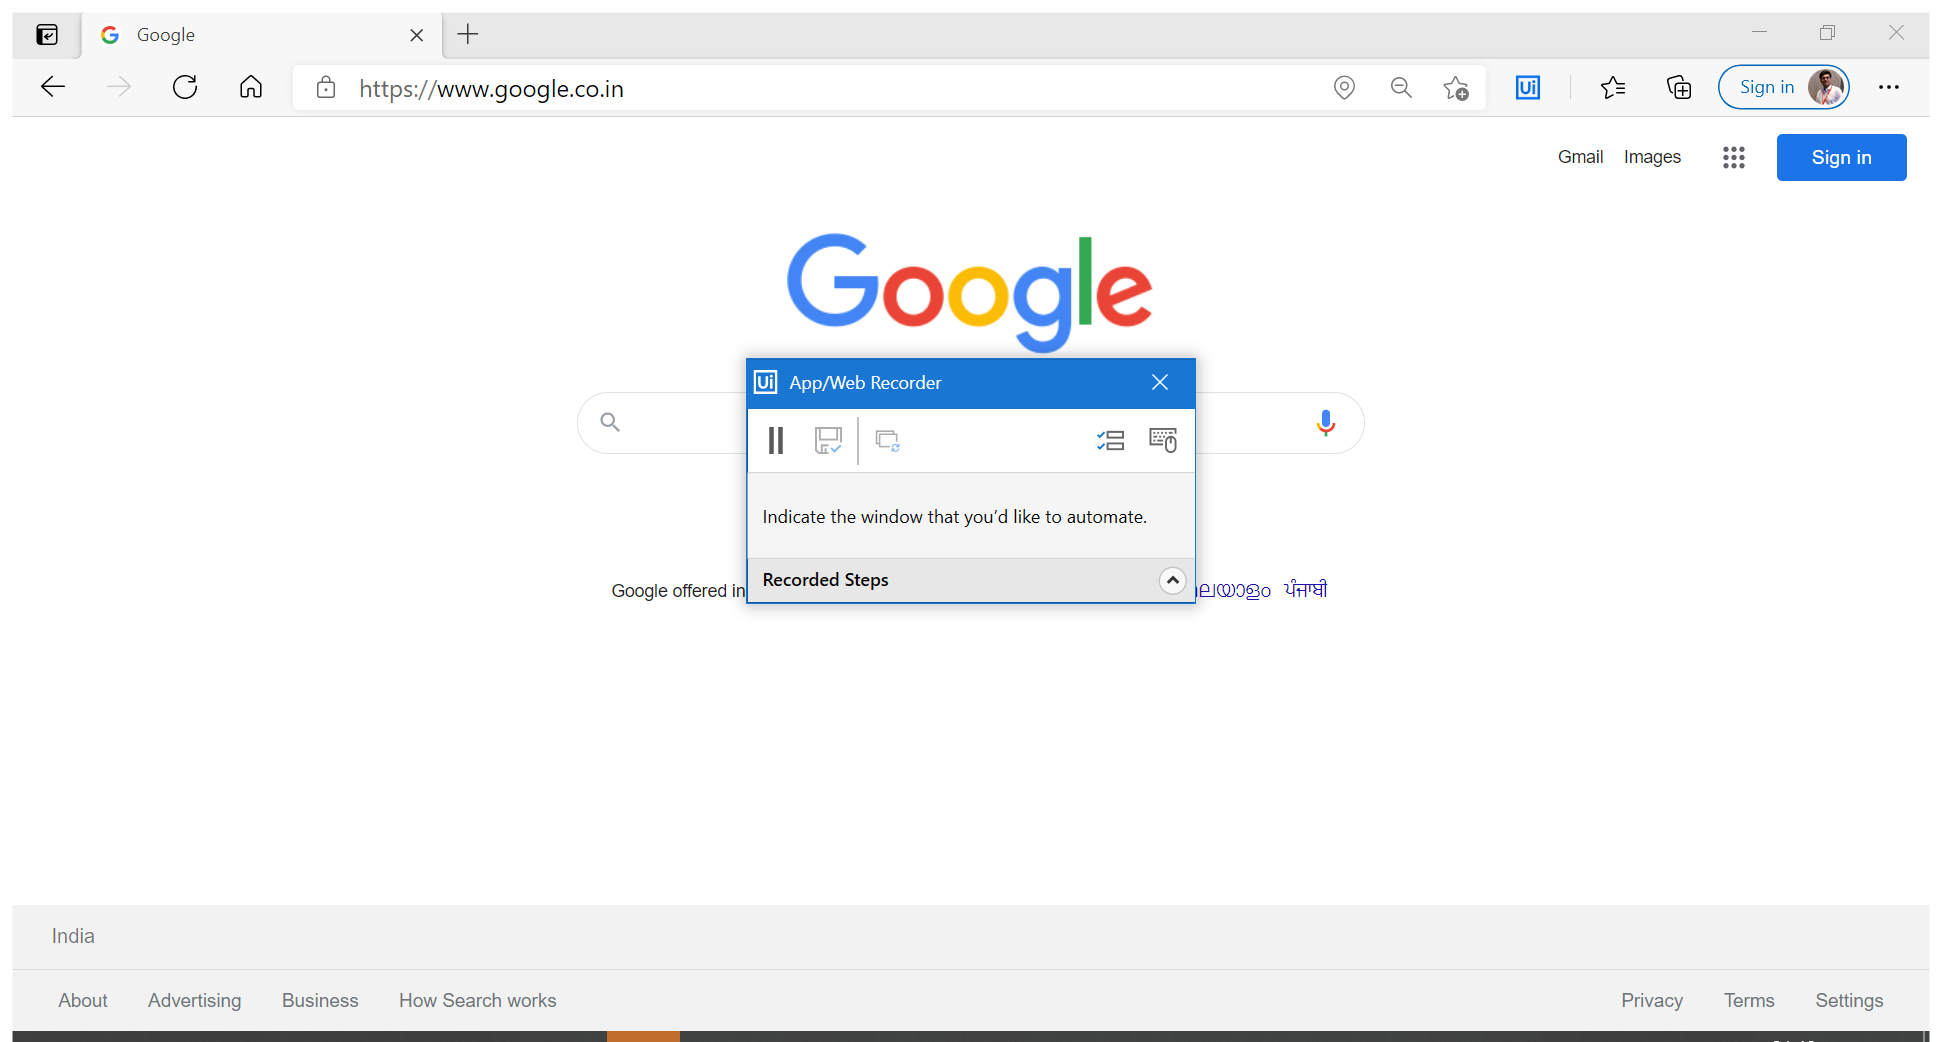 Google
https://www.google.co.in
Ui
Sign in
Gmail Images
Sign in
Google
Ui App/Web Recorder
Indicate the window that you’d like to automate.
Recorded Steps
Google offered in ਪੰਜਾਬੀ
India
About Advertising Business How Search works
Privacy Terms Settings